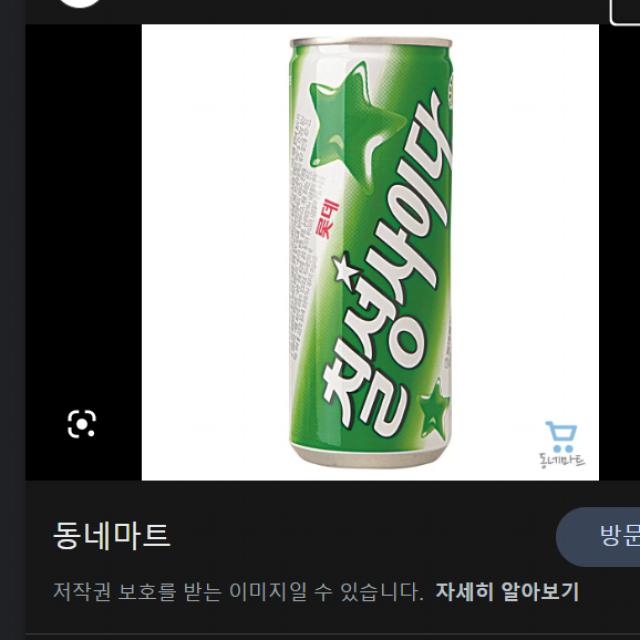 롯데
칠성사이다
동네마트
동네마트
방문
저작권 보호를 받는 이미지일 수 있습니다. 자세히 알아보기